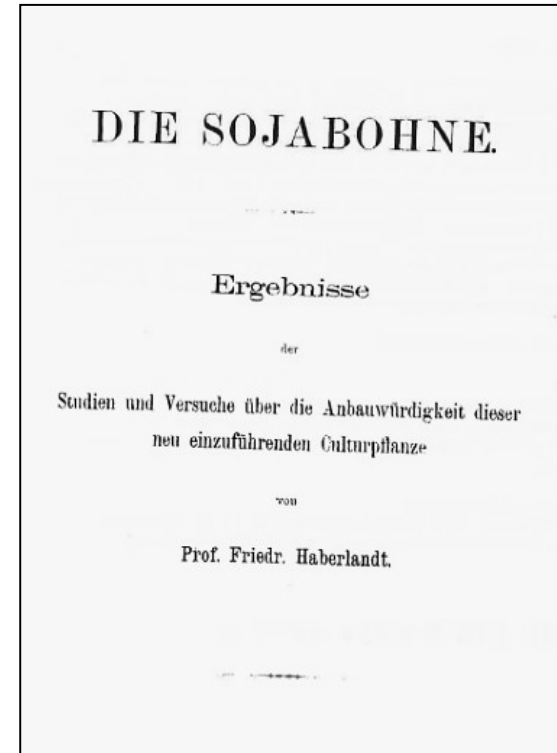 DIE SOJABOHNE.
Ergebnisse
der
Studien und Versuche über die Anbauwürdigkeit dieser
neu einzuführenden Culturpflanze
von
Prof. Friedr. Haberlandt.